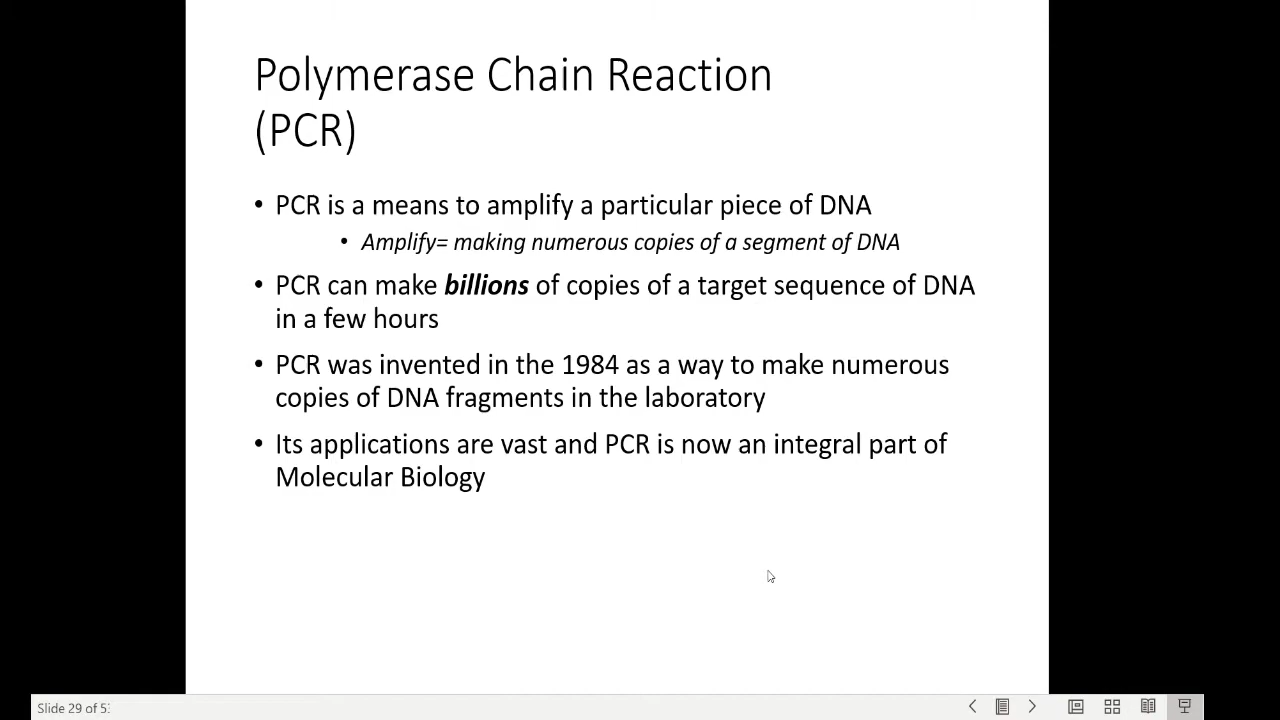 Polymerase Chain Reaction
(PCR)
• PCR is a means to amplify a particular piece of DNA
• Amplify= making numerous copies of a segment of DNA
• PCR can make billions of copies of a target sequence of DNA
in a few hours
• PCR was invented in the 1984 as a way to make numerous
copies of DNA fragments in the laboratory
• Its applications are vast and PCR is now an integral part of
Molecular Biology
Slide 29 of 5